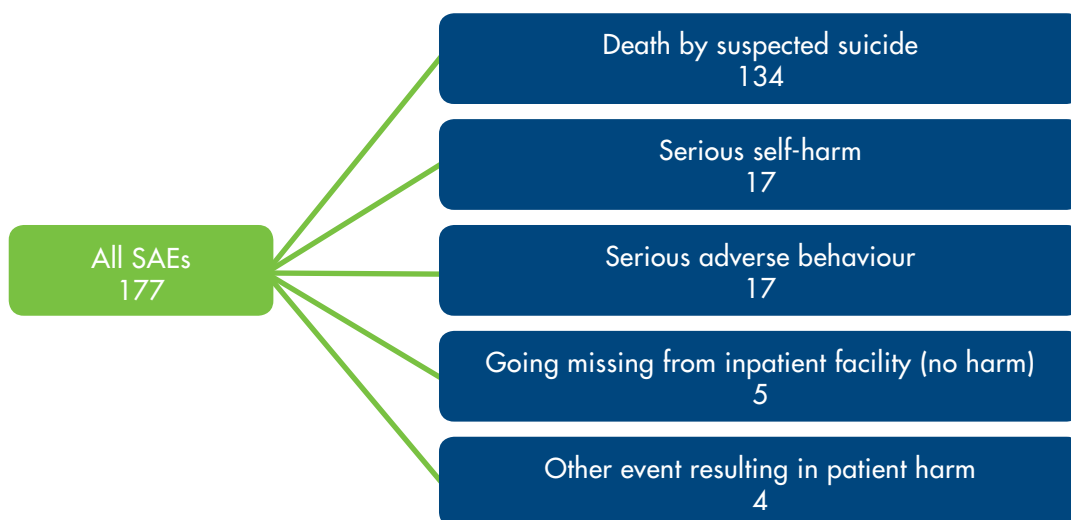 All SAEs
177
Death by suspected suicide
134
Serious self-harm
17
Serious adverse behaviour
17
Going missing from inpatient facility (no harm)
5
Other event resulting in patient harm
4